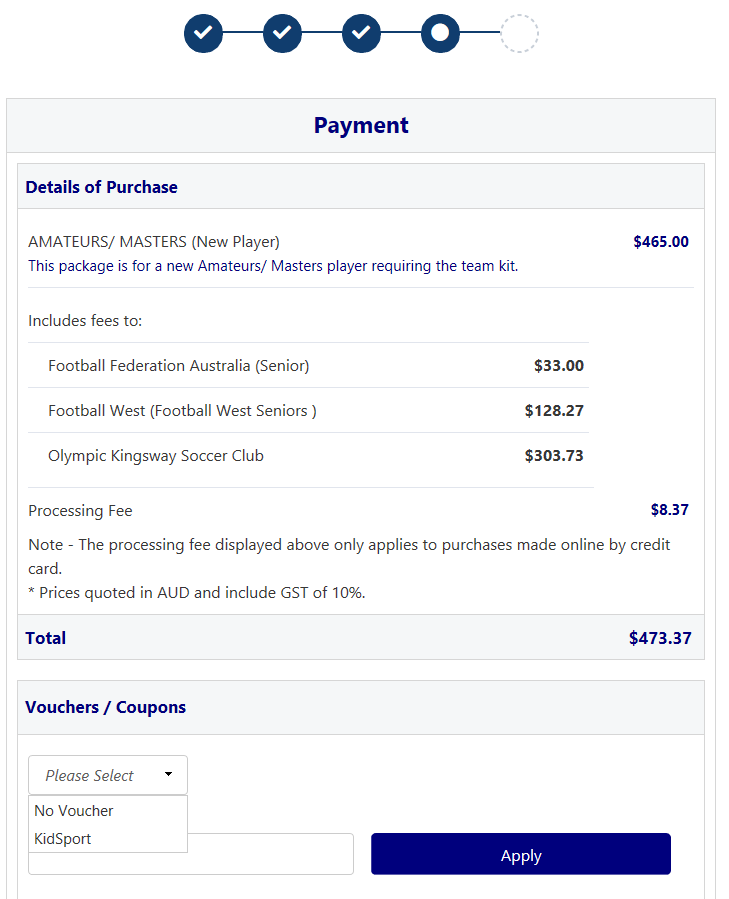 Payment
Details of Purchase
AMATEURS/ MASTERS (New Player) $465.00
This package is for a new Amateurs/ Masters player requiring the team kit.
Includes fees to:
Football Federation Australia (Senior) $33.00
Football West (Football West Seniors ) $128.27
Olympic Kingsway Soccer Club $303.73
Processing Fee $8.37
Note - The processing fee displayed above only applies to purchases made online by credit
card.
* Prices quoted in AUD and include GST of 10%.
Total $473.37
Vouchers / Coupons
Please Select
No Voucher
KidSport
Apply